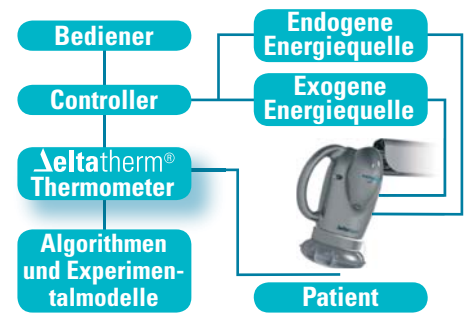 Bediener
Controller
Deltatherm®
Thermometer
Algorithmen
und Experimen-
talmodelle
Endogene
Energiequelle
Exogene
Energiequelle
Patient